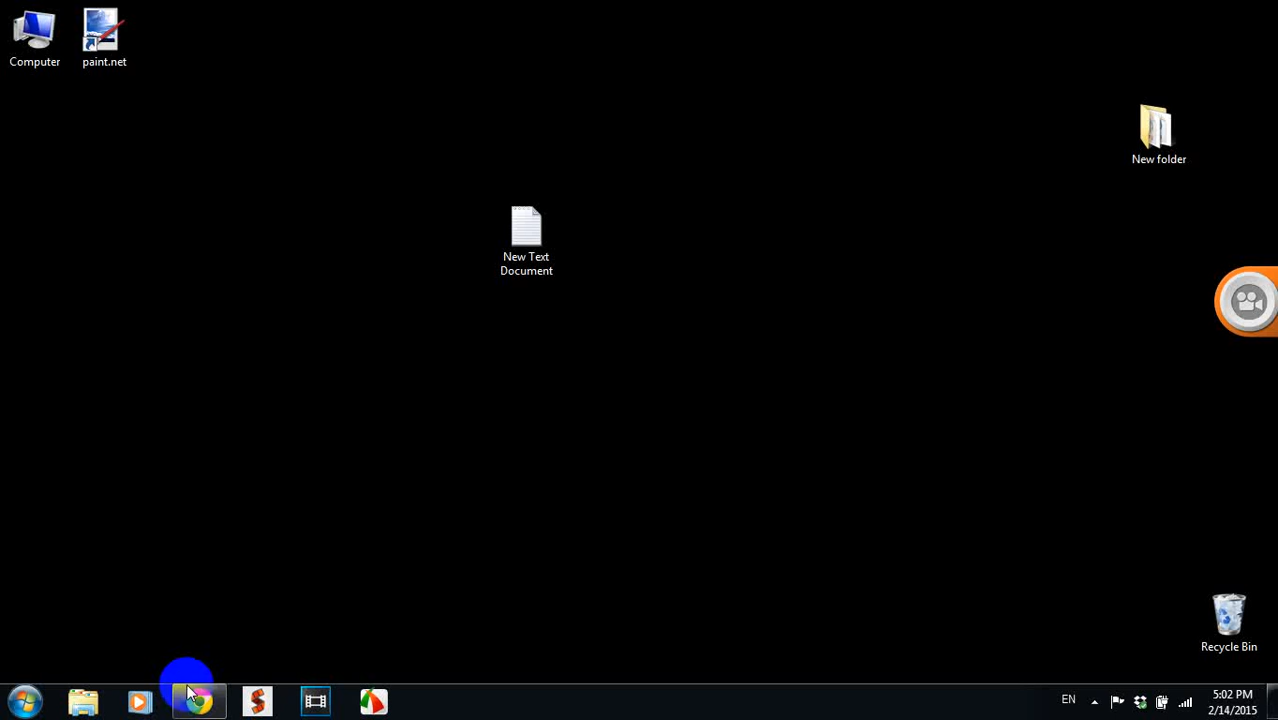 Computer
paint.net
New folder
New Text
Document
Recycle Bin
EN
5:02 PM
2/14/2015